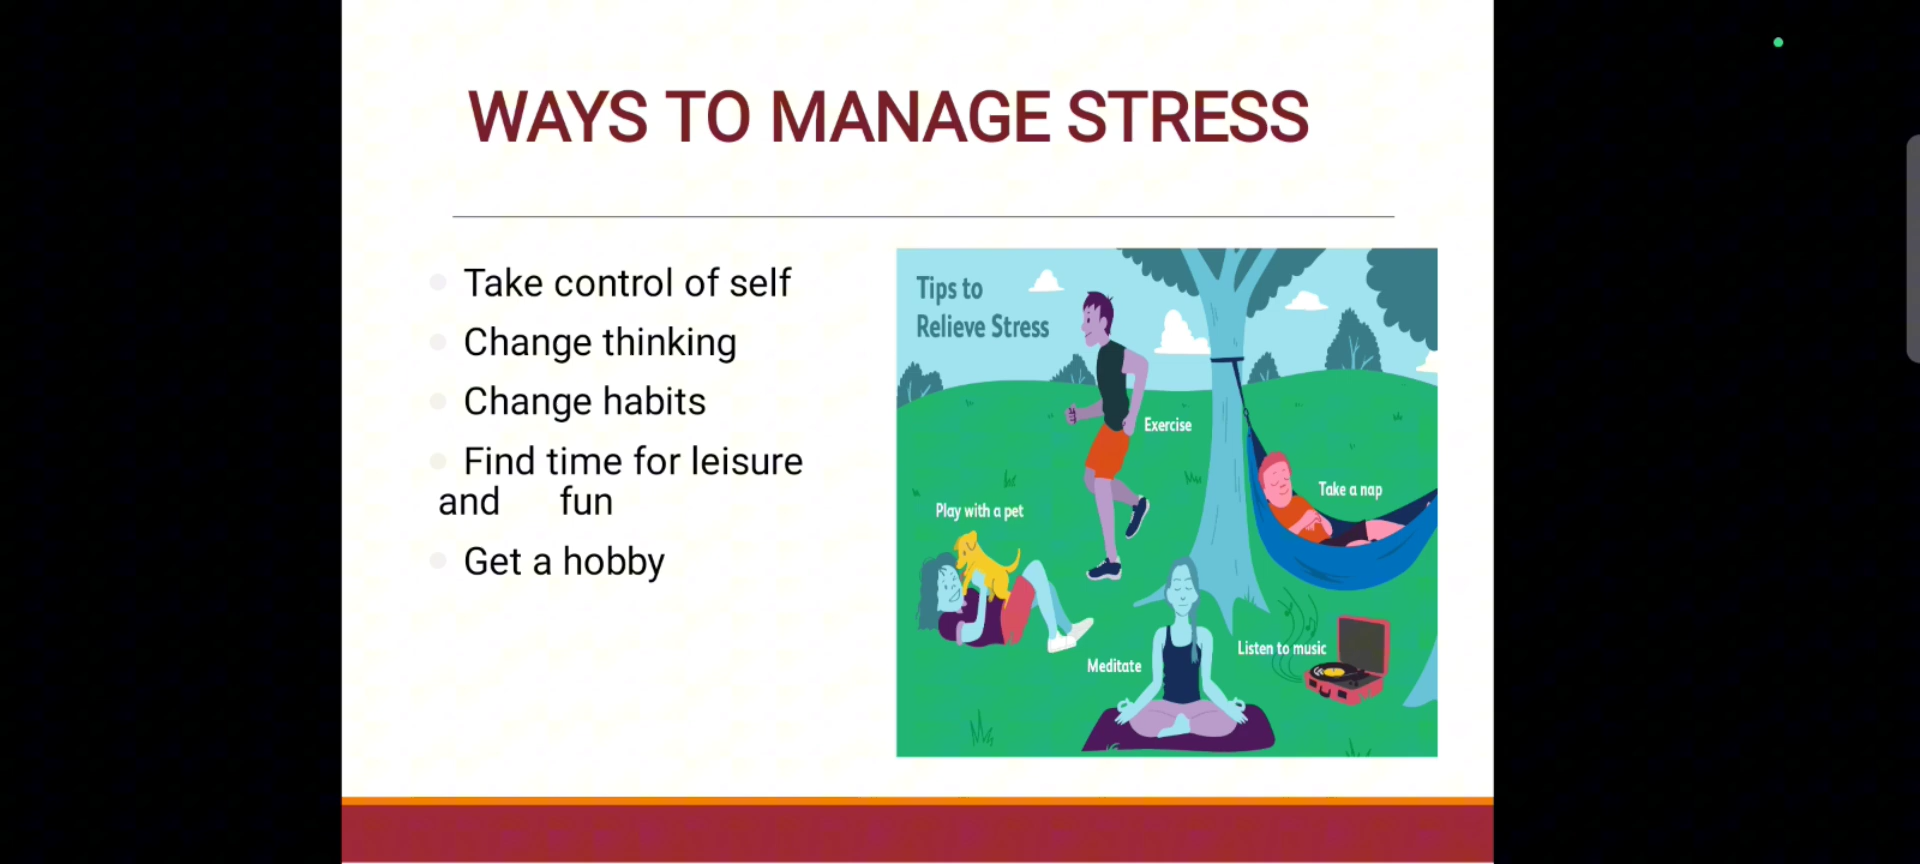 WAYS TO MANAGE STRESS
Take control of self
Change thinking
Change habits
Find time for leisure
and fun
Get a hobby
Tips to
Relieve Stress
Exercise
Take a nap
Play with a pet
Meditate
Listen to music